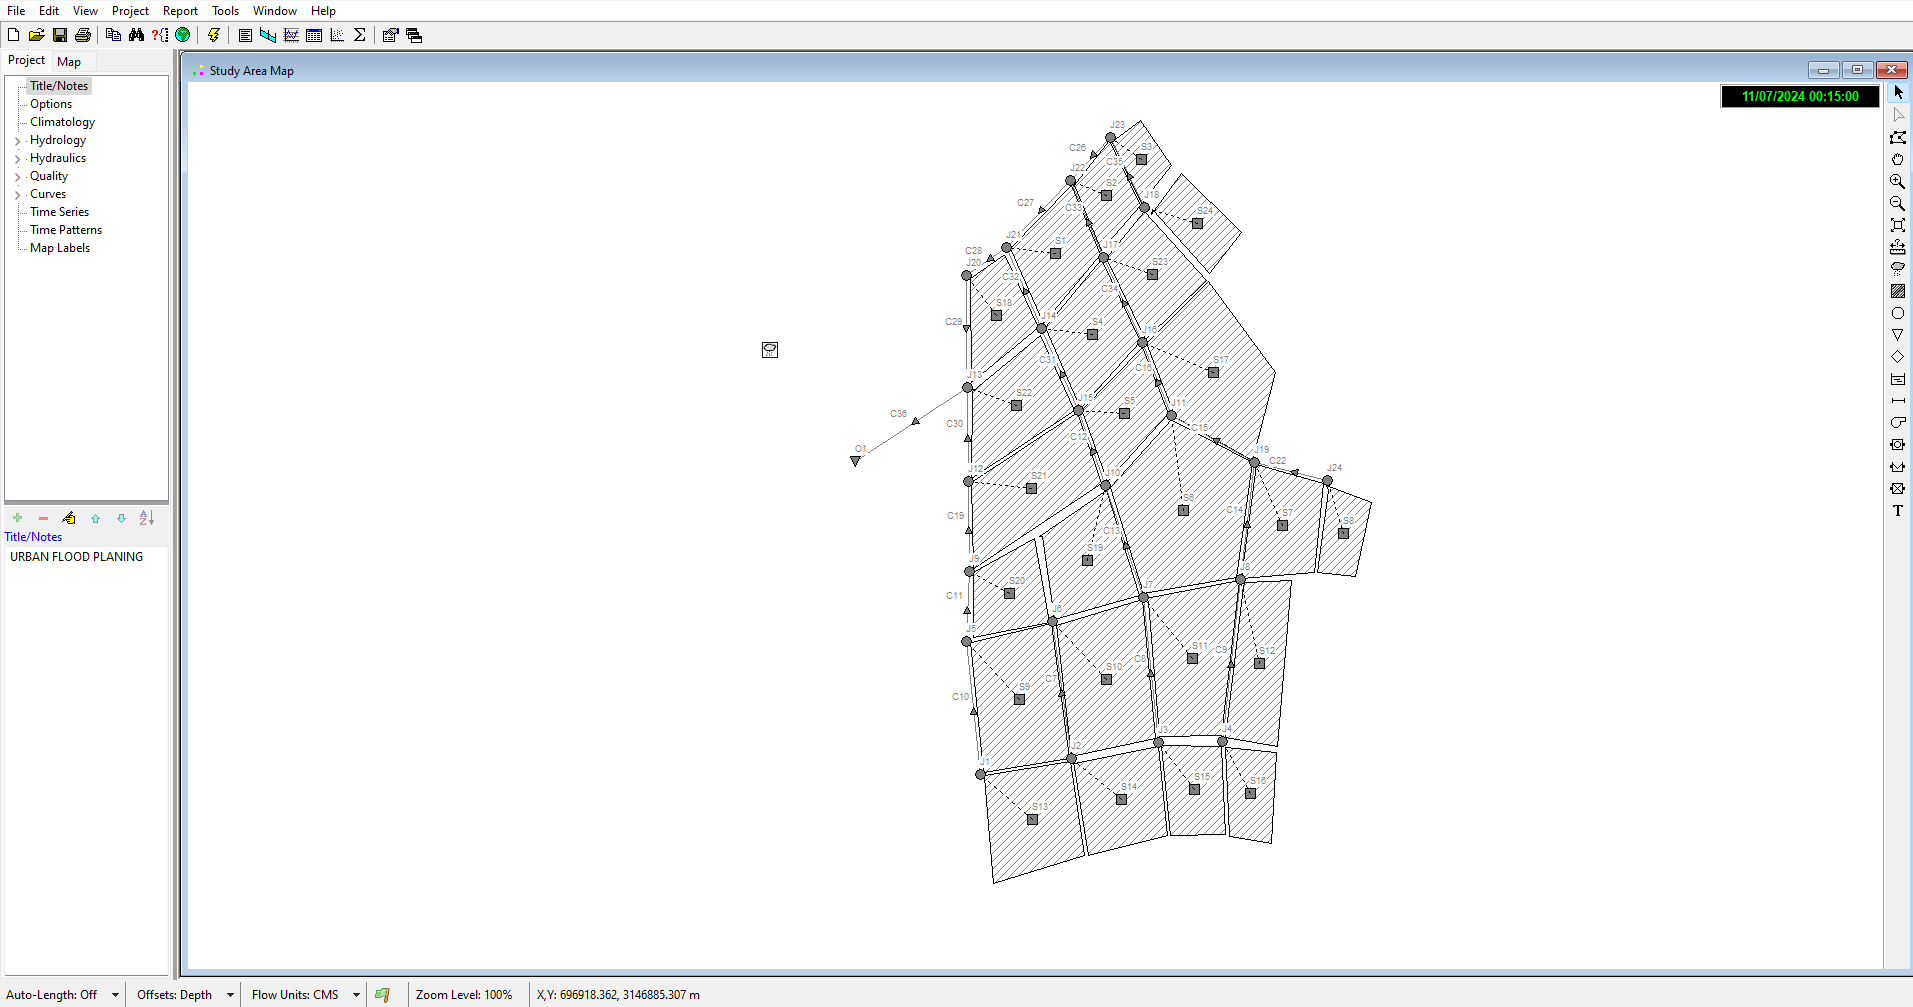 File Edit View Project Report Tools Window Help
Project Map
Title/Notes
Options
Climatology
Hydrology
Hydraulics
Quality
Curves
Time Series
Time Patterns
Map Labels
Title/Notes
URBAN FLOOD PLANING
Study Area Map
11/07/2024 00:15:00
J23
C26
S3
C35
J22
S2
J18
C27
C33
S24
J21
S1
J17
C28
J20
S23
C32
C34
S18
J14
S4
C29
J16
C31
S17
C16
J13
S22
J15
S5
J11
C36
C30
C12
C15
O1
J19
C22
J24
J12
S21
J10
S6
C19
C13
C14
S7
S8
S19
J9
S20
J8
C11
J7
J6
J5
S11
C9
S12
C8
S10
C7
S9
C10
J3
J4
J2
J1
S15
S16
S14
S13
T
Auto-Length: Off Offsets: Depth Flow Units: CMS Zoom Level: 100% X,Y: 696918.362, 3146885.307 m